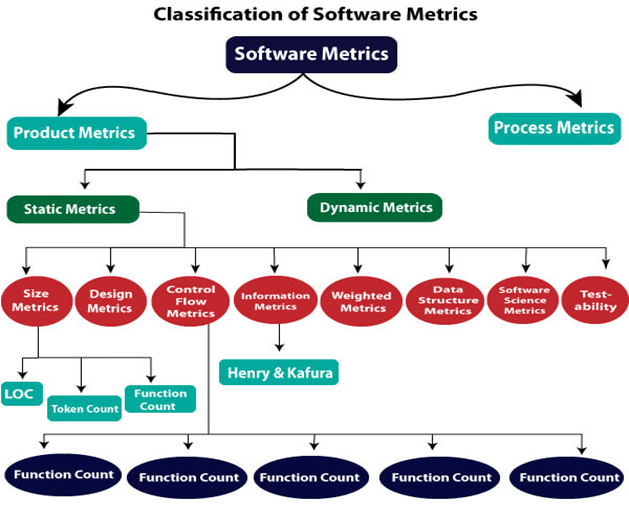 Classification of Software Metrics
Software Metrics
Product Metrics
Process Metrics
Static Metrics
Dynamic Metrics
Size
Metrics
Design
Metrics
Control
Flow
Metrics
Information
Metrics
Weighted
Metrics
Data
Structure
Metrics
Software
Science
Metrics
Test-
ability
LOC
Token Count
Function
Count
Henry & Kafura
Function Count
Function Count
Function Count
Function Count
Function Count